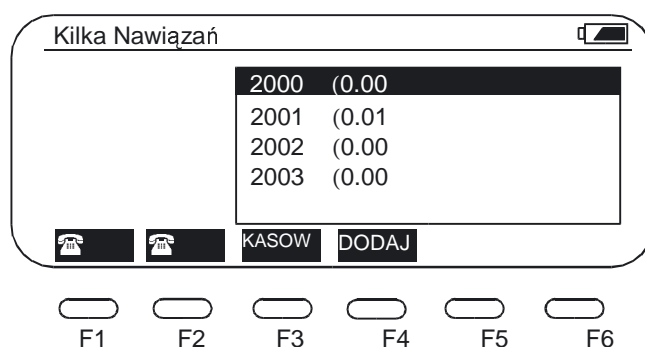 Kilka Nawiązań
2000 (0.00
2001 (0.01
2002 (0.00
2003 (0.00
KASOW DODAJ
F1 F2 F3 F4 F5 F6